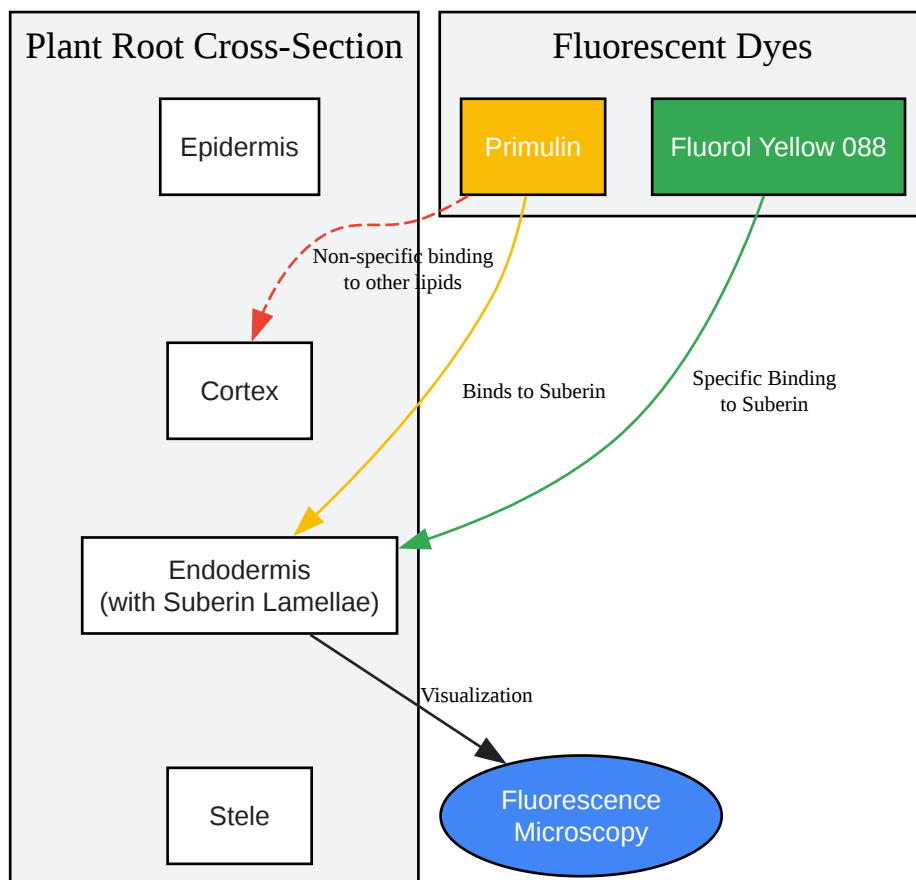 Plant Root Cross-Section
Fluorescent Dyes
Epidermis
Primulin
Fluorol Yellow 088
Non-specific binding
to other lipids
Cortex
Binds to Suberin
Specific Binding
to Suberin
Endodermis
(with Suberin Lamellae)
Visualization
Stele
Fluorescence
Microscopy